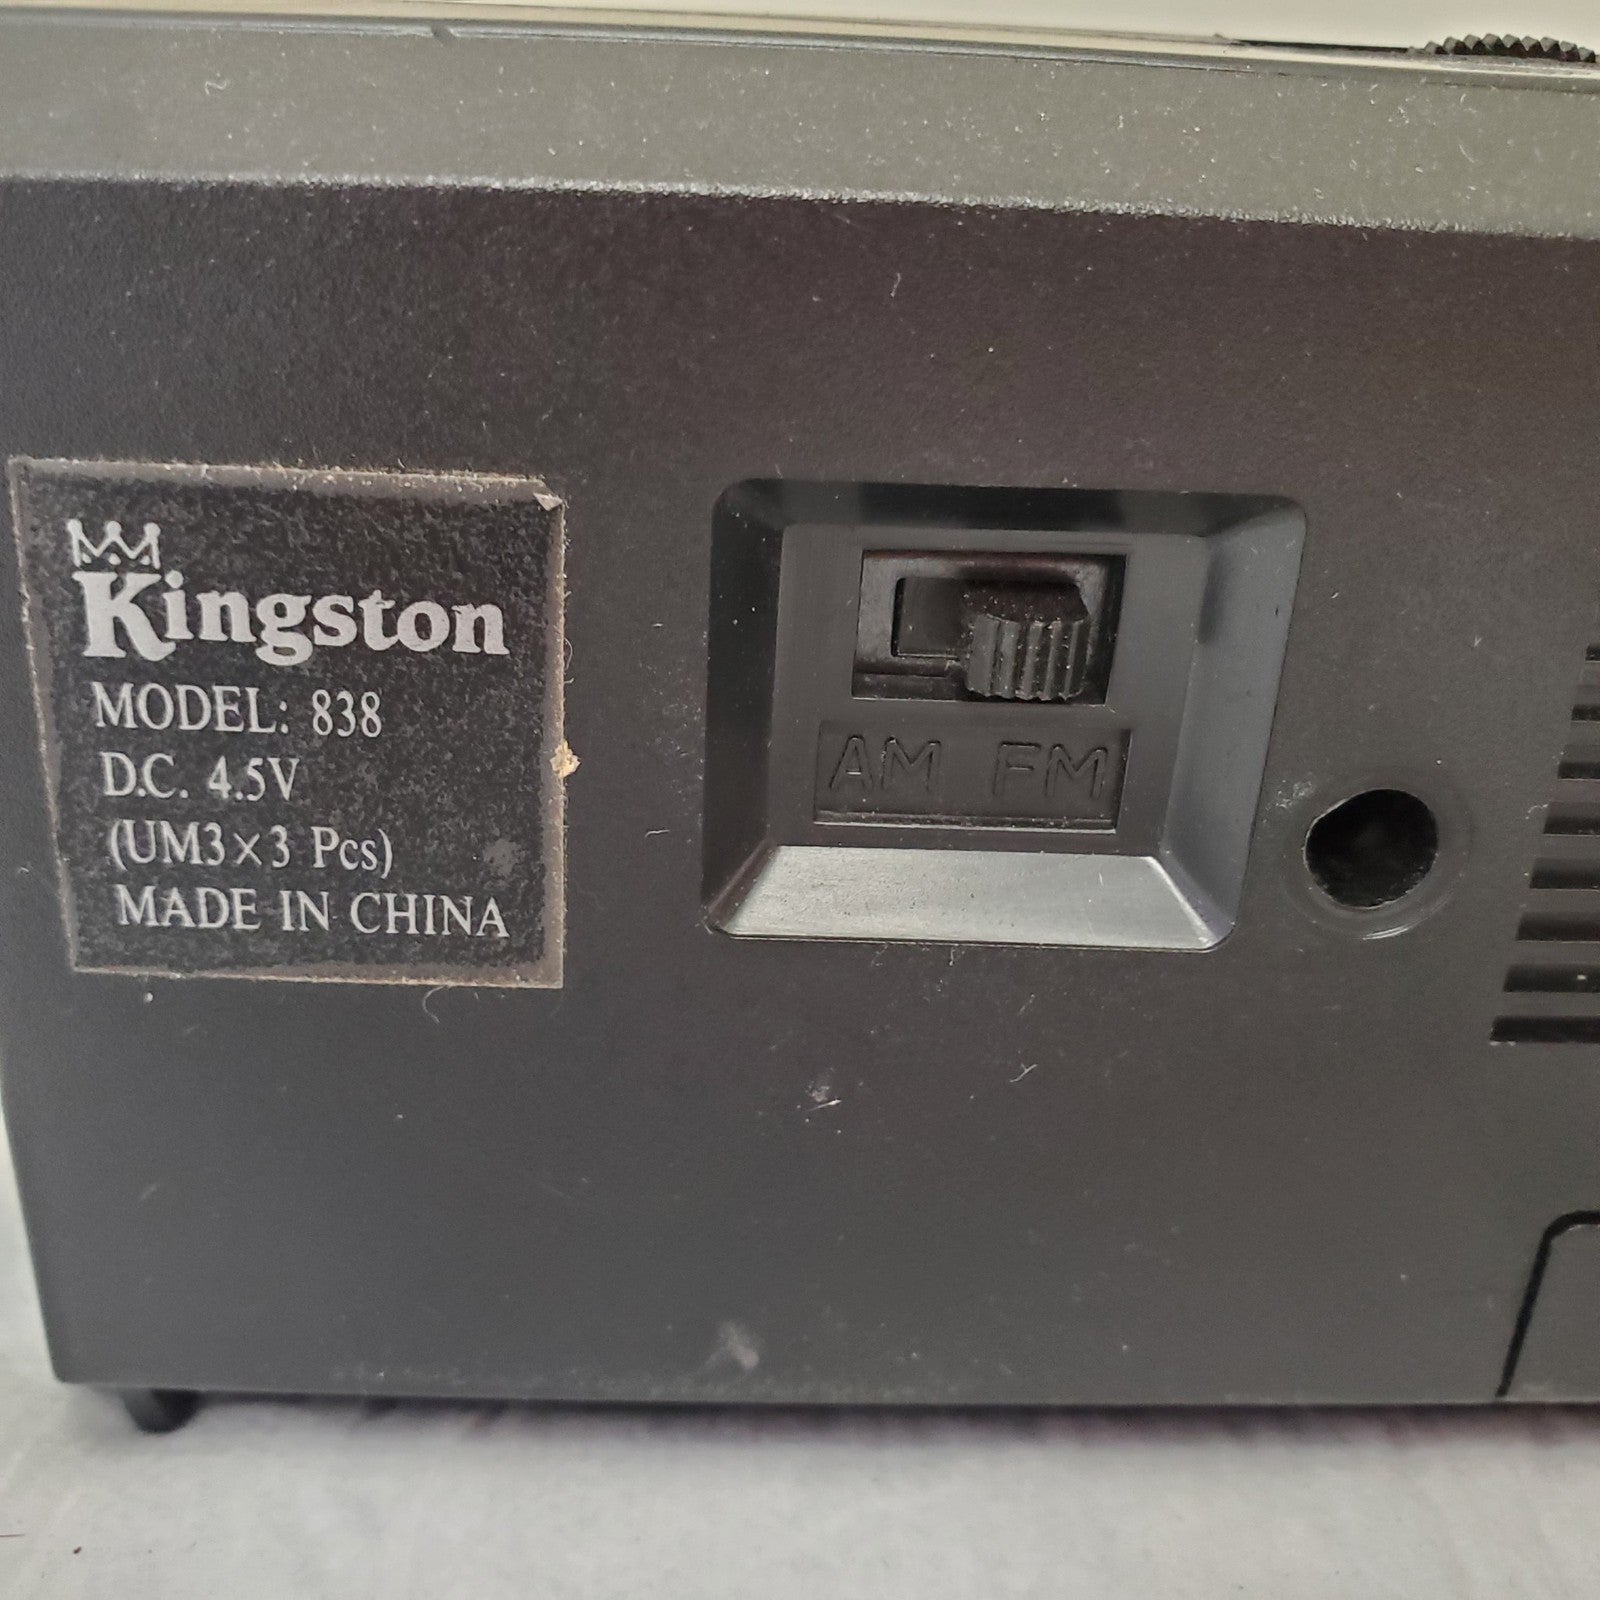 Kingston
MODEL: 838
D.C. 4.5V
(UM3×3 Pcs)
MADE IN CHINA
AM FM